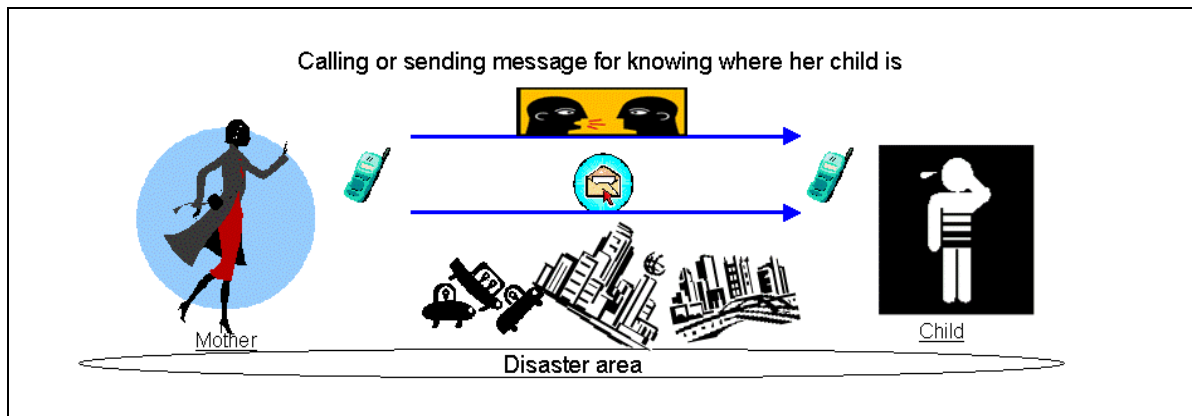 Calling or sending message for knowing where her child is
Mother
Child
Disaster area